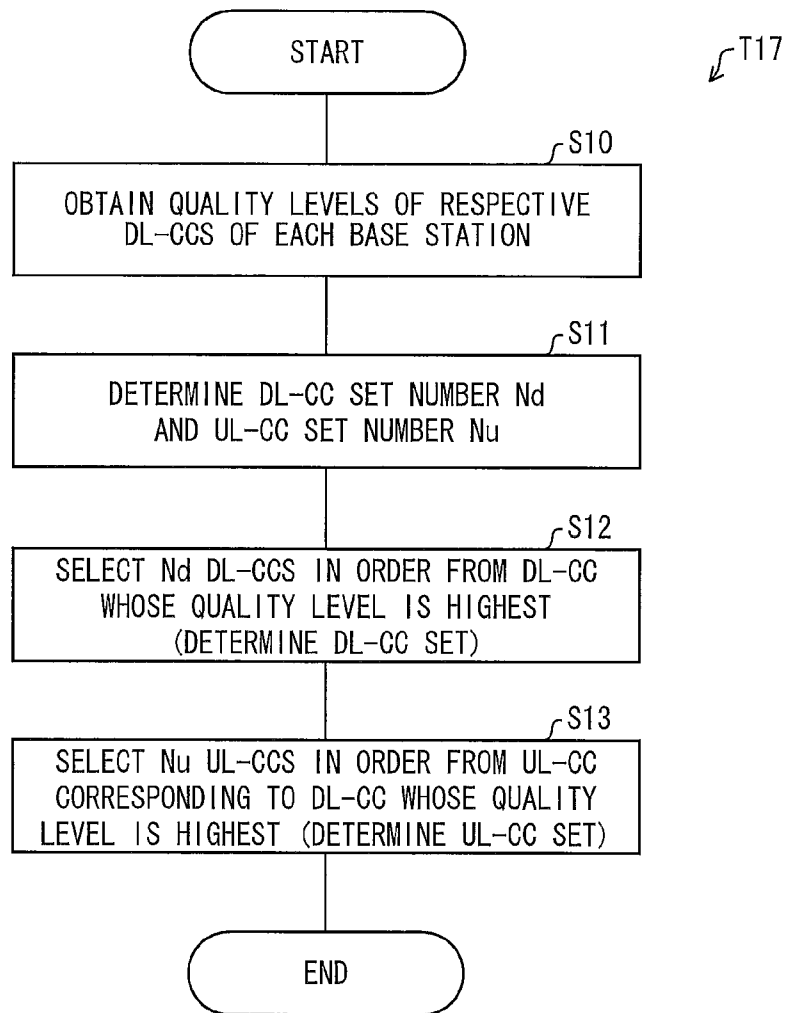 START
T17
S10
OBTAIN QUALITY LEVELS OF RESPECTIVE
DL-CCS OF EACH BASE STATION
S11
DETERMINE DL-CC SET NUMBER Nd
AND UL-CC SET NUMBER Nu
S12
SELECT Nd DL-CCS IN ORDER FROM DL-CC
WHOSE QUALITY LEVEL IS HIGHEST
(DETERMINE DL-CC SET)
S13
SELECT Nu UL-CCS IN ORDER FROM UL-CC
CORRESPONDING TO DL-CC WHOSE QUALITY
LEVEL IS HIGHEST (DETERMINE UL-CC SET)
END